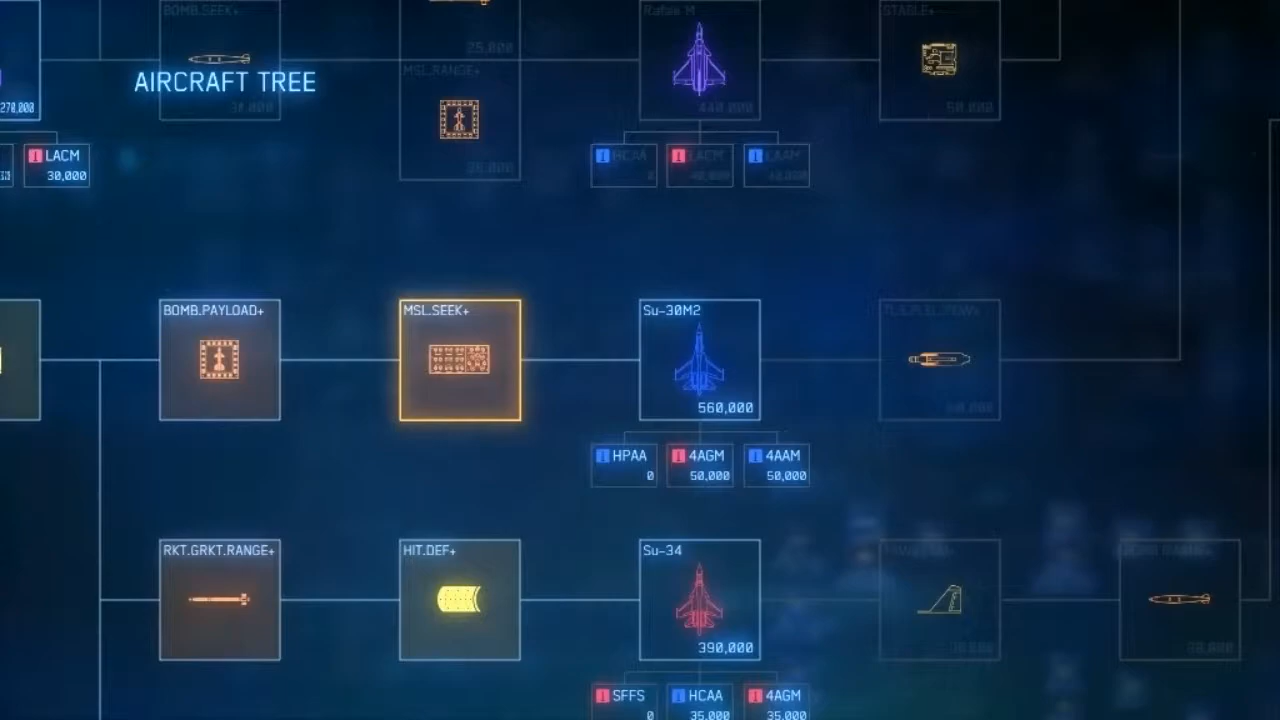 BOMB.SEEK+
30,000
AIRCRAFT TREE
270,000
LACM
30,000
25,000
MSL.RANGE+
Rafale M
440,000
HCAA
0
LACM
STABLE+
50,000
BOMB.PAYLOAD+
MSL.SEEK+
Su-30M2
560,000
HPAA
0
4AGM
50,000
4AAM
50,000
RKT.GRKT.RANGE+
HIT.DEF+
Su-34
390,000
SFFS
0
HCAA
35,000
4AGM
35,000